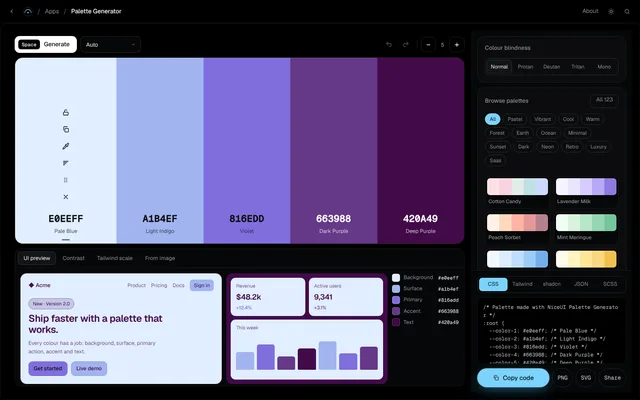 / Apps / Palette Generator
About
Space Generate
Auto
5
E0EEFF
Pale Blue
A1B4EF
Light Indigo
816EDD
Violet
663988
Dark Purple
420A49
Deep Purple
Colour blindness
Normal Protan Deutan Tritan Mono
Browse palettes
All 123
All Pastel Vibrant Cool Warm
Forest Earth Ocean Minimal
Sunset Dark Neon Retro Luxury
SaaS
Cotton Candy
Lavender Milk
Peach Sorbet
Mint Meringue
UI preview Contrast Tailwind scale From image
Acme
Product Pricing Docs Sign in
New · Version 2.0
Ship faster with a palette that
works.
Every colour has a job: background, surface, primary
action, accent and text.
Get started Live demo
Revenue
$48.2k
+12.4%
Active users
9,341
+3.1%
This week
Background #e0eeff
Surface #a1b4ef
Primary #816edd
Accent #663988
Text #420a49
CSS Tailwind shadcn JSON SCSS
/* Palette made with NiceUI Palette Generato
r */
:root {
--color-1: #e0eeff; /* Pale Blue */
--color-2: #a1b4ef; /* Light Indigo */
--color-3: #816edd; /* Violet */
--color-4: #663988; /* Dark Purple */
--color-5: #420a49; /* Deep Purple */
Copy code PNG SVG Share